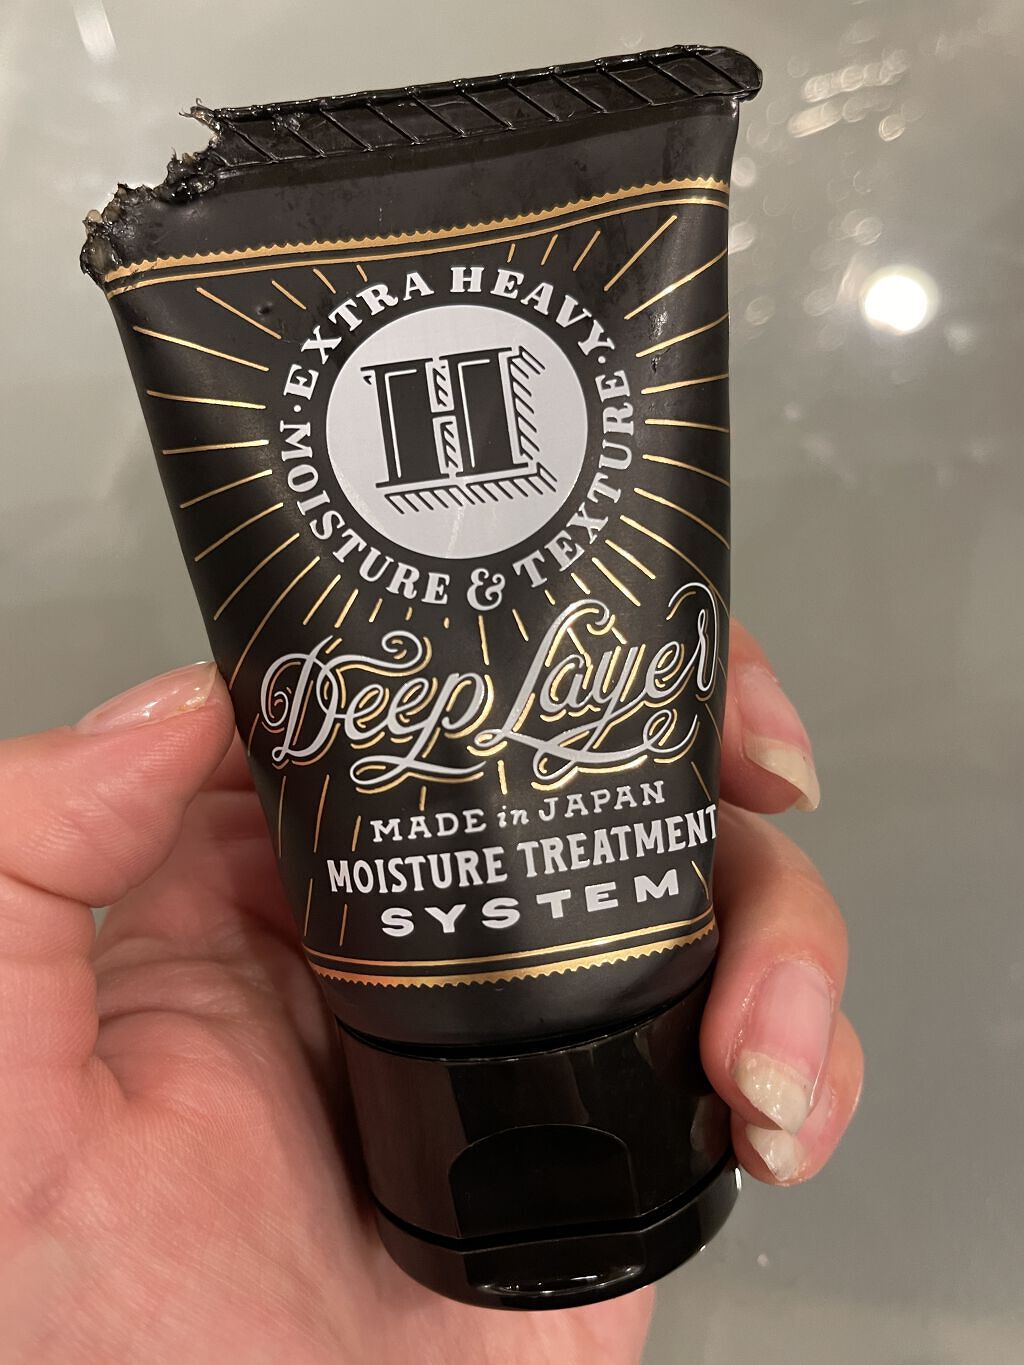 ·EXTRA HEAVY·
MOISTURE & TEXTURE
H
Deep Layer
MADE in JAPAN
MOISTURE TREATMENT
SYSTEM